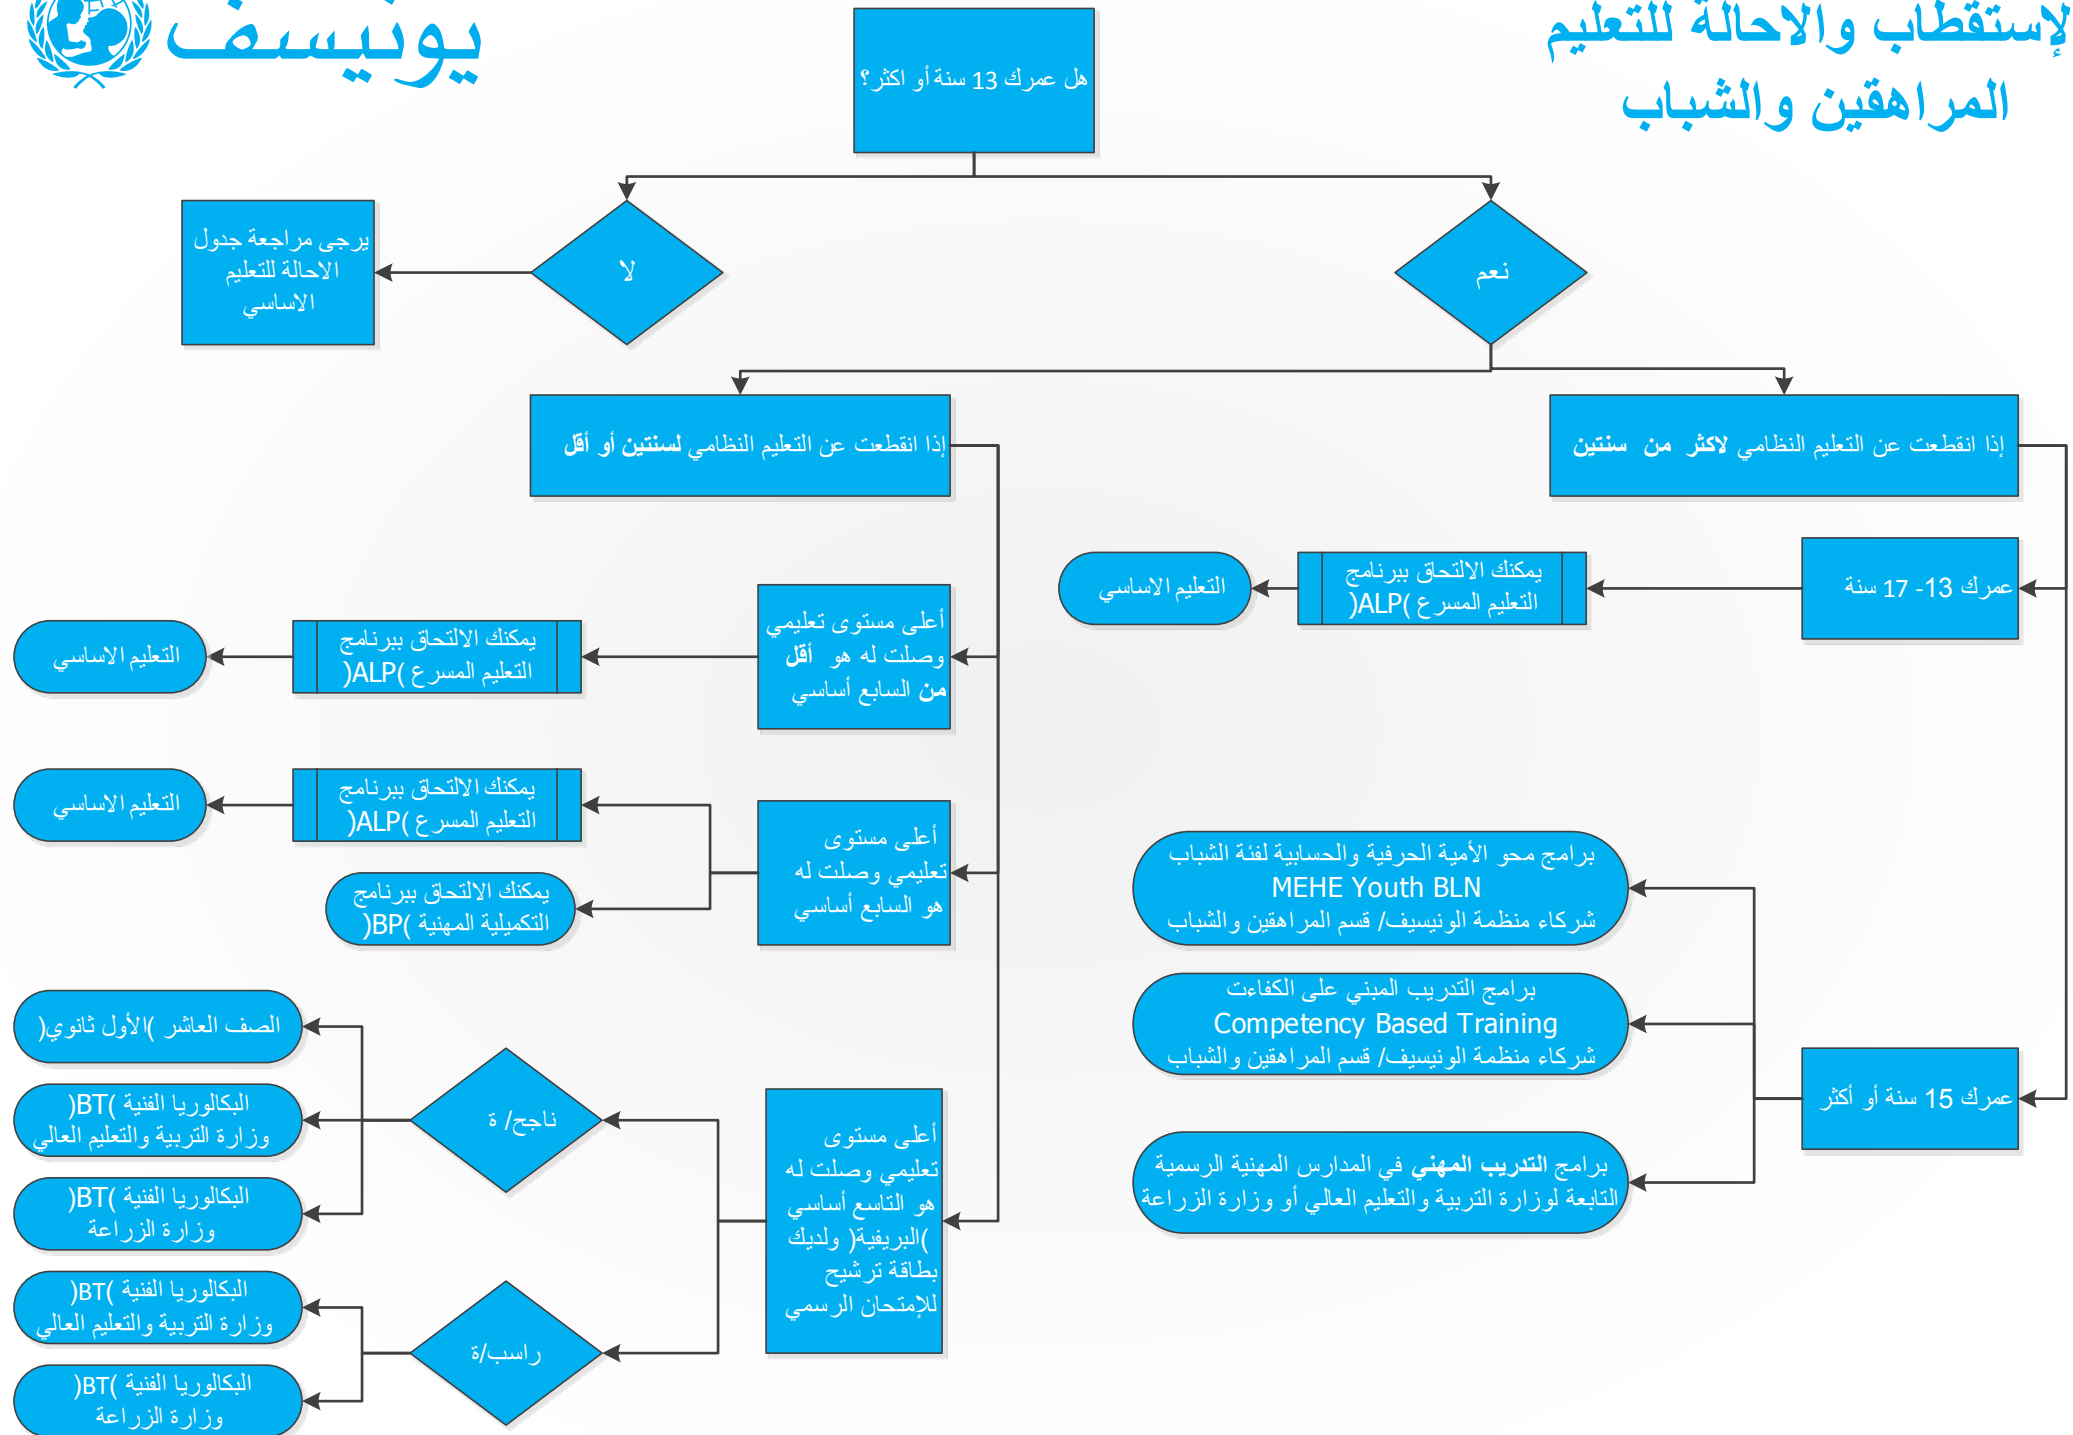 يونيسف
لإستقطاب والاحالة للتعليم
المراهقين والشباب
هل عمرك 13 سنة أو اكثر؟
نعم
لا
يرجى مراجعة جدول
الاحالة للتعليم
الاساسي
إذا انقطعت عن التعليم النظامي لاكثر من سنتين
إذا انقطعت عن التعليم النظامي لسنتين أو أقل
عمرك 13- 17 سنة
يمكنك الالتحاق ببرنامج
التعليم المسرع )ALP(
التعليم الاساسي
أعلى مستوى تعليمي
وصلت له هو أقل
من السابع أساسي
يمكنك الالتحاق ببرنامج
التعليم المسرع )ALP(
التعليم الاساسي
أعلى مستوى
تعليمي وصلت له
هو السابع أساسي
يمكنك الالتحاق ببرنامج
التعليم المسرع )ALP(
التعليم الاساسي
يمكنك الالتحاق ببرنامج
التكميلية المهنية )BP(
برامج محو الأمية الحرفية والحسابية لفئة الشباب
MEHE Youth BLN
شركاء منظمة الونيسيف/ قسم المراهقين والشباب
برامج التدريب المبني على الكفاءت
Competency Based Training
شركاء منظمة الونيسيف/ قسم المراهقين والشباب
عمرك 15 سنة أو أكثر
برامج التدريب المهني في المدارس المهنية الرسمية
التابعة لوزارة التربية والتعليم العالي أو وزارة الزراعة
أعلى مستوى
تعليمي وصلت له
هو التاسع أساسي
)البريفية( ولديك
بطاقة ترشيح
للإمتحان الرسمي
ناجح/ ة
الصف العاشر )الأول ثانوي(
البكالوريا الفنية )BT(
وزارة التربية والتعليم العالي
البكالوريا الفنية )BT(
وزارة الزراعة
راسب/ة
البكالوريا الفنية )BT(
وزارة التربية والتعليم العالي
البكالوريا الفنية )BT(
وزارة الزراعة